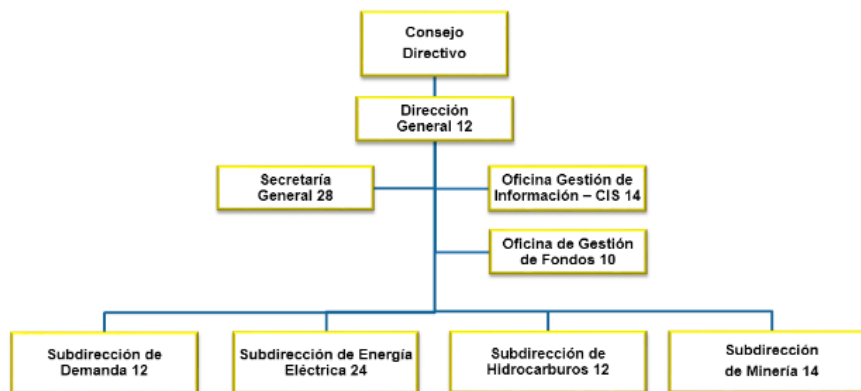 Consejo
Directivo
Dirección
General 12
Secretaría
General 28
Oficina Gestión de
Información – CIS 14
Oficina de Gestión
de Fondos 10
Subdirección de
Demanda 12
Subdirección de Energía
Eléctrica 24
Subdirección de
Hidrocarburos 12
Subdirección
de Minería 14